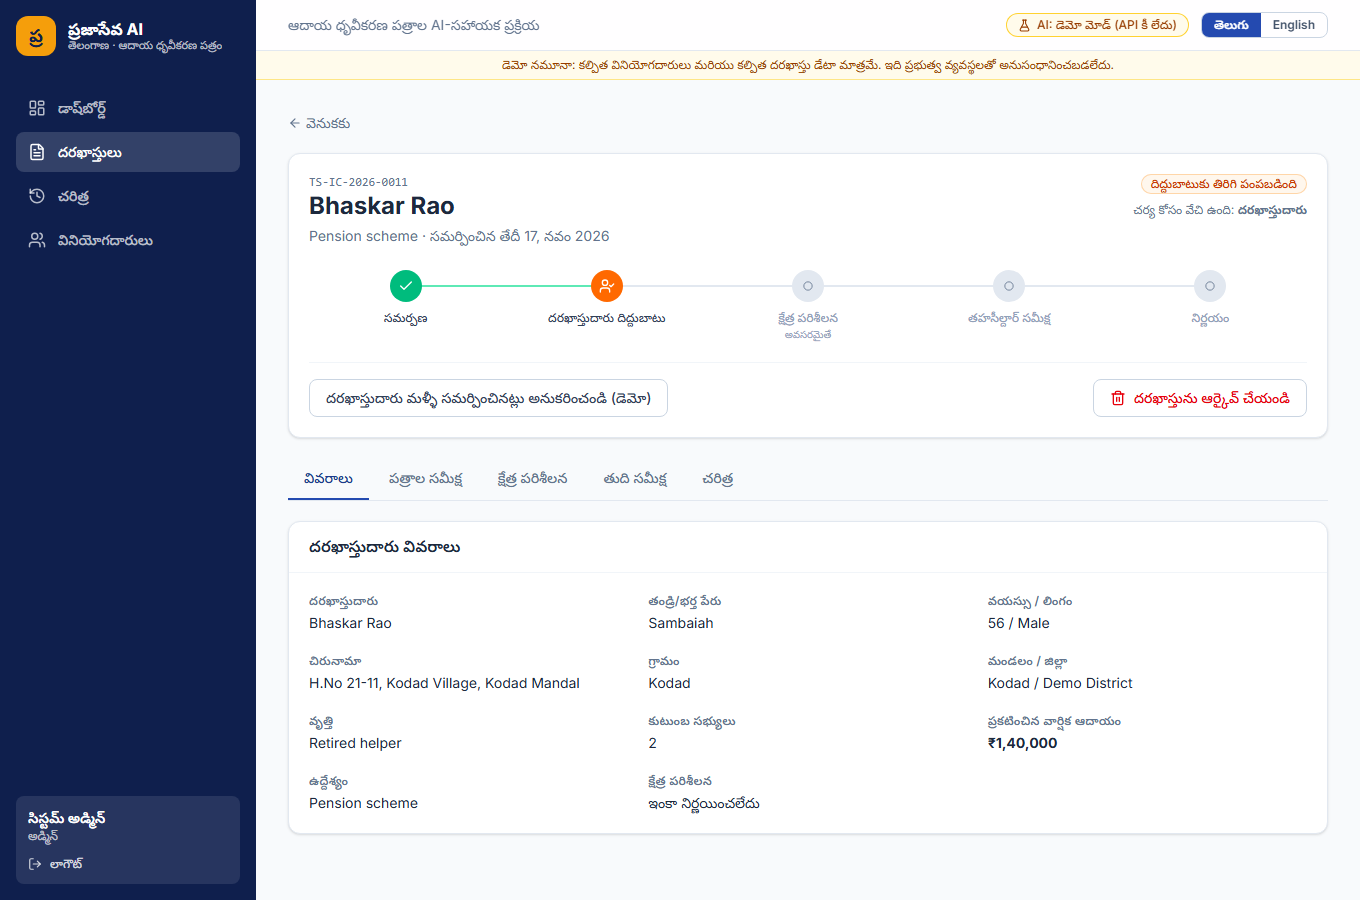 ప్ర
ప్రజాసేవ AI
తెలంగాణ · ఆదాయ ధృవీకరణ పత్రం
డాష్‌బోర్డ్
దరఖాస్తులు
చరిత్ర
వినియోగదారులు
సిస్టమ్ అడ్మిన్
అడ్మిన్
లాగౌట్
ఆదాయ ధృవీకరణ పత్రాల AI-సహాయక ప్రక్రియ
AI: డెమో మోడ్ (API కీ లేదు)
తెలుగు
English
డెమో నమూనా: కల్పిత వినియోగదారులు మరియు కల్పిత దరఖాస్తు డేటా మాత్రమే. ఇది ప్రభుత్వ వ్యవస్థలతో అనుసంధానించబడలేదు.
← వెనుకకు
TS-IC-2026-0011
Bhaskar Rao
Pension scheme · సమర్పించిన తేదీ 17, నవం 2026
దిద్దుబాటుకు తిరిగి పంపబడింది
చర్య కోసం వేచి ఉంది: దరఖాస్తుదారు
సమర్పణ
దరఖాస్తుదారు దిద్దుబాటు
క్షేత్ర పరిశీలన
అవసరమైతే
తహసీల్దార్ సమీక్ష
నిర్ణయం
దరఖాస్తుదారు మళ్ళీ సమర్పించినట్లు అనుకరించండి (డెమో)
దరఖాస్తును ఆర్కైవ్ చేయండి
వివరాలు
పత్రాల సమీక్ష
క్షేత్ర పరిశీలన
తుది సమీక్ష
చరిత్ర
దరఖాస్తుదారు వివరాలు
దరఖాస్తుదారు
Bhaskar Rao
తండ్రి/భర్త పేరు
Sambaiah
వయస్సు / లింగం
56 / Male
చిరునామా
H.No 21-11, Kodad Village, Kodad Mandal
గ్రామం
Kodad
మండలం / జిల్లా
Kodad / Demo District
వృత్తి
Retired helper
కుటుంబ సభ్యులు
2
ప్రకటించిన వార్షిక ఆదాయం
₹1,40,000
ఉద్దేశ్యం
Pension scheme
క్షేత్ర పరిశీలన
ఇంకా నిర్ణయించలేదు